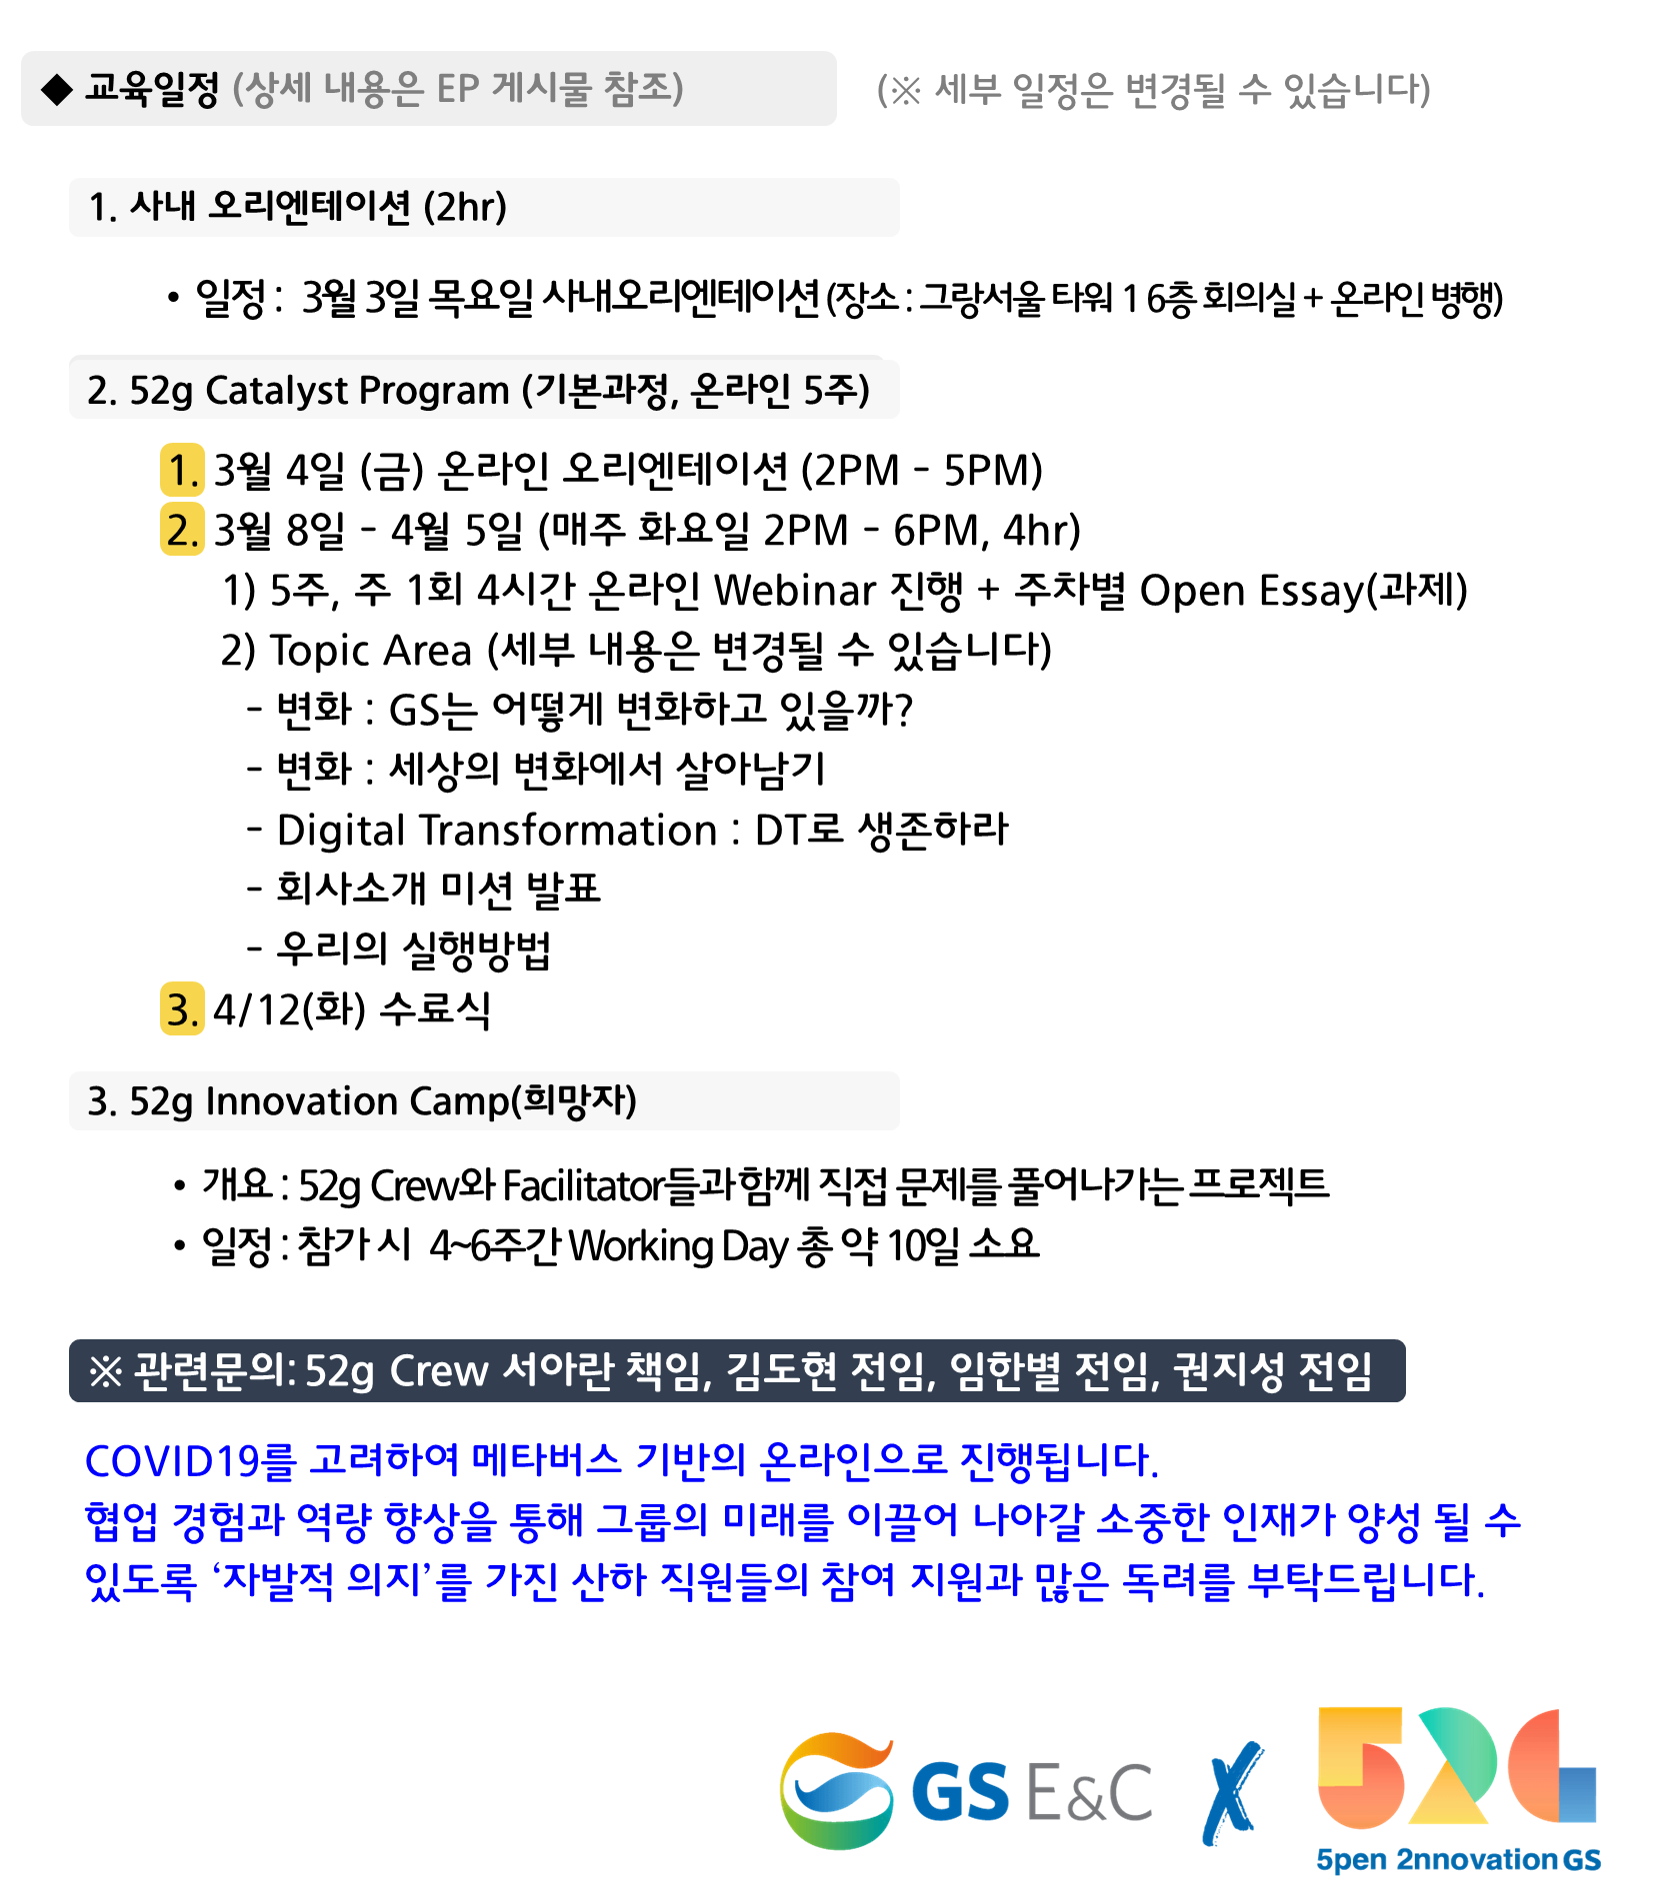 ◆ 교육일정 (상세 내용은 EP 게시물 참조) (※ 세부 일정은 변경될 수 있습니다)
1. 사내 오리엔테이션 (2hr)
• 일정 : 3월 3일 목요일 사내오리엔테이션 (장소 : 그랑서울 타워 1 6층 회의실 + 온라인 병행)
2. 52g Catalyst Program (기본과정, 온라인 5주)
1. 3월 4일 (금) 온라인 오리엔테이션 (2PM - 5PM)
2. 3월 8일 - 4월 5일 (매주 화요일 2PM - 6PM, 4hr)
1) 5주, 주 1회 4시간 온라인 Webinar 진행 + 주차별 Open Essay(과제)
2) Topic Area (세부 내용은 변경될 수 있습니다)
- 변화 : GS는 어떻게 변화하고 있을까?
- 변화 : 세상의 변화에서 살아남기
- Digital Transformation : DT로 생존하라
- 회사소개 미션 발표
- 우리의 실행방법
3. 4/12(화) 수료식
3. 52g Innovation Camp(희망자)
• 개요 : 52g Crew와 Facilitator들과 함께 직접 문제를 풀어나가는 프로젝트
• 일정 : 참가 시 4~6주간 Working Day 총 약 10일 소요
※ 관련문의: 52g Crew 서아란 책임, 김도현 전임, 임한별 전임, 권지성 전임
COVID19를 고려하여 메타버스 기반의 온라인으로 진행됩니다.
협업 경험과 역량 향상을 통해 그룹의 미래를 이끌어 나아갈 소중한 인재가 양성 될 수
있도록 ‘자발적 의지’를 가진 산하 직원들의 참여 지원과 많은 독려를 부탁드립니다.
GS E&C X 52G
5pen 2nnovation GS